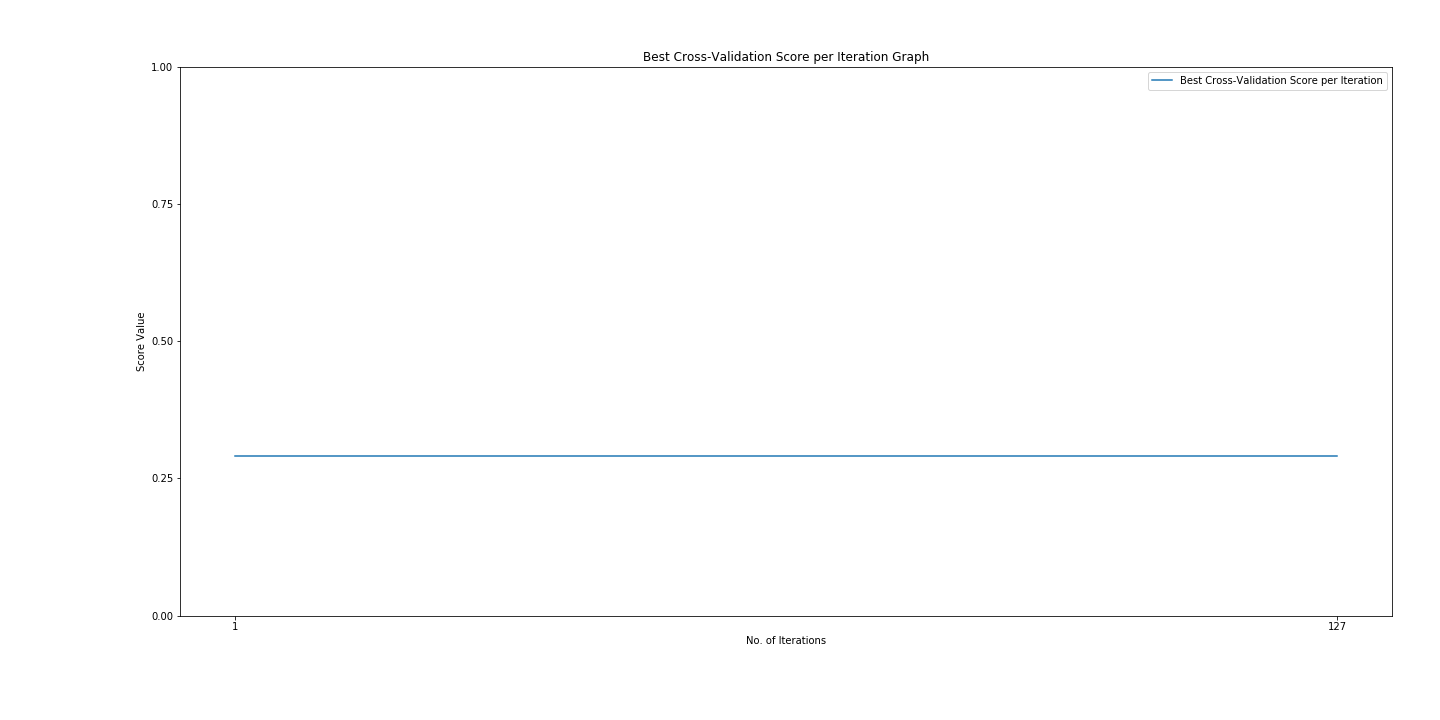 Best Cross-Validation Score per Iteration Graph
1.00
Best Cross-Validation Score per Iteration
0.75
0.50
Score Value
0.25
0.00
1
127
No. of Iterations